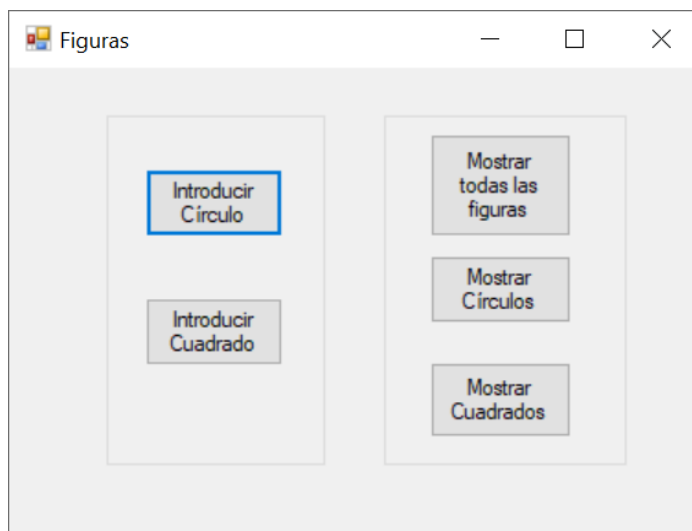 Figuras
Introducir
Círculo
Introducir
Cuadrado
Mostrar
todas las
figuras
Mostrar
Círculos
Mostrar
Cuadrados